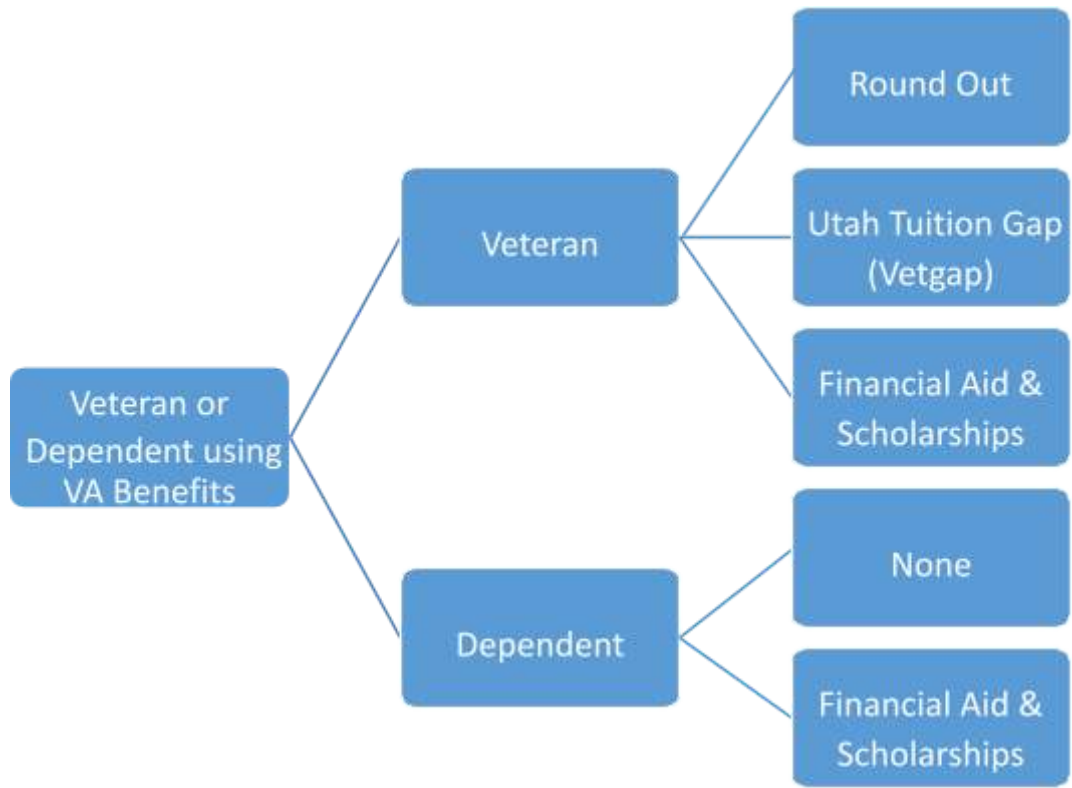 Round Out
Veteran
Utah Tuition Gap
(Vetgap)
Financial Aid &
Scholarships
Veteran or
Dependent using
VA Benefits
None
Dependent
Financial Aid &
Scholarships